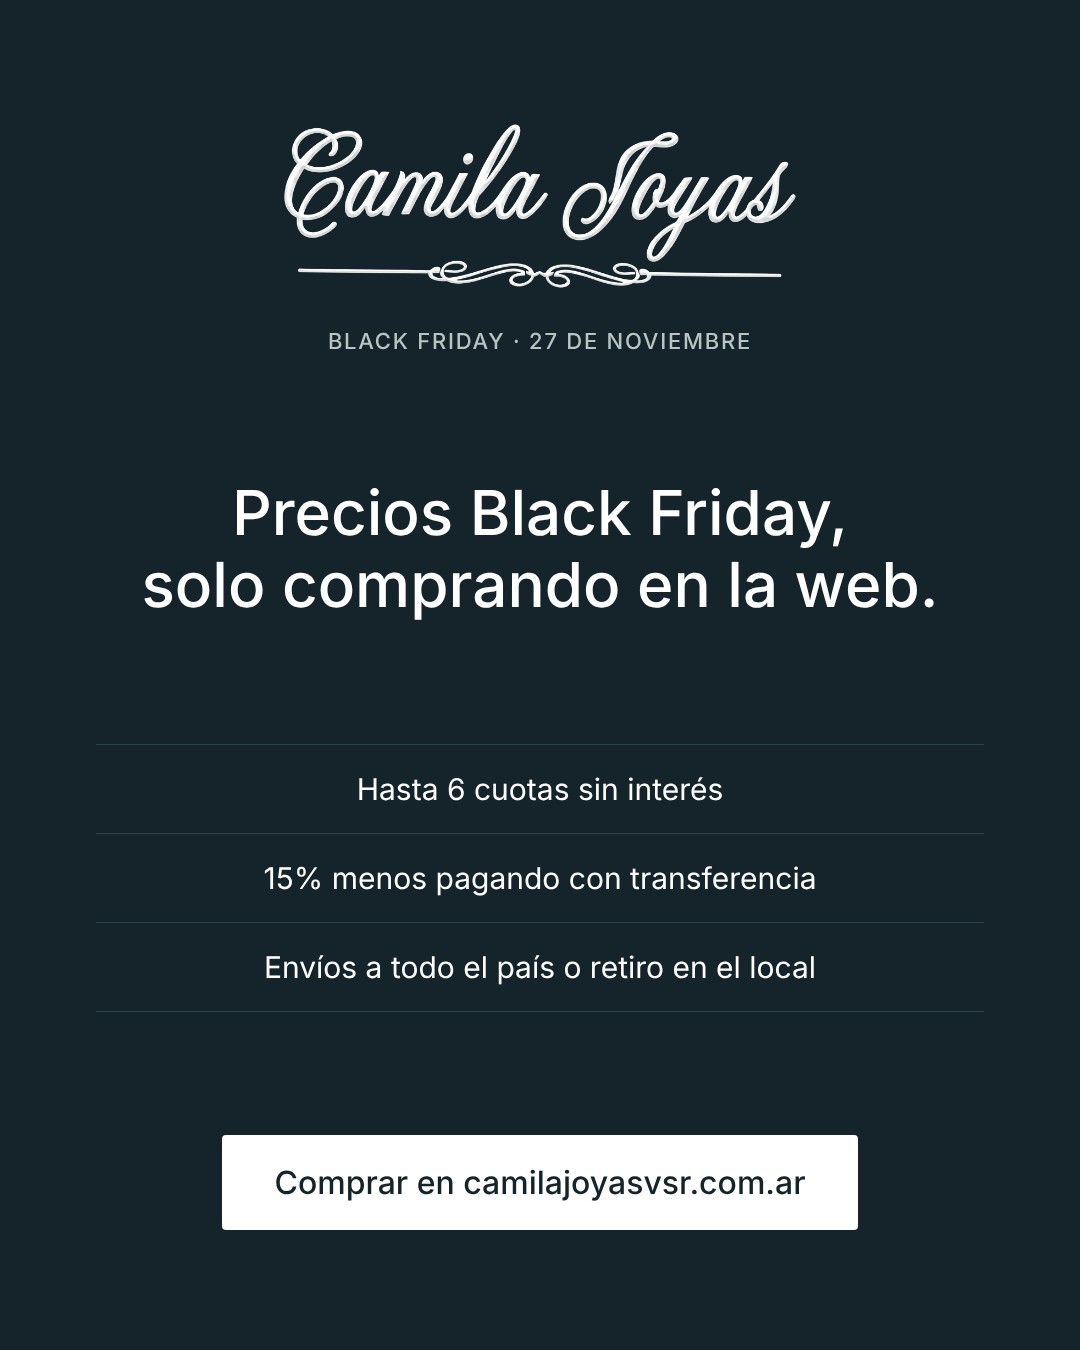 Camila Joyas
BLACK FRIDAY · 27 DE NOVIEMBRE
Precios Black Friday,
solo comprando en la web.
Hasta 6 cuotas sin interés
15% menos pagando con transferencia
Envíos a todo el país o retiro en el local
Comprar en camilajoyasvsr.com.ar